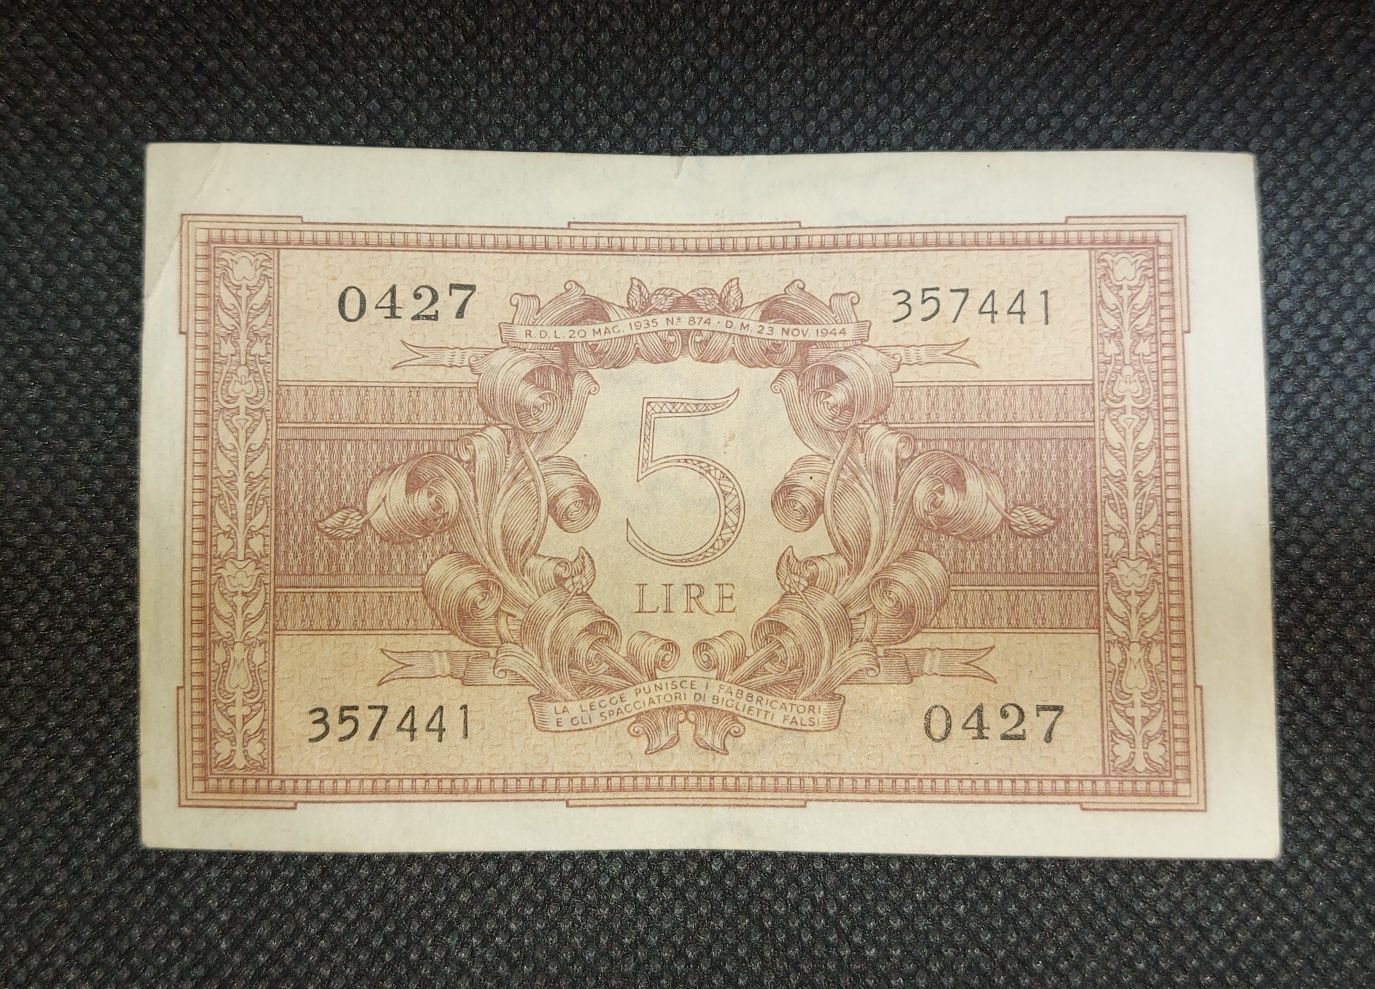 0427 357441
R.D.L. 20 MAG. 1935 Nº 874 - D.M. 23 NOV. 1944
5
LIRE
LA LEGGE PUNISCE I FABBRICATORI
E GLI SPACCIATORI DI BIGLIETTI FALSI
357441 0427